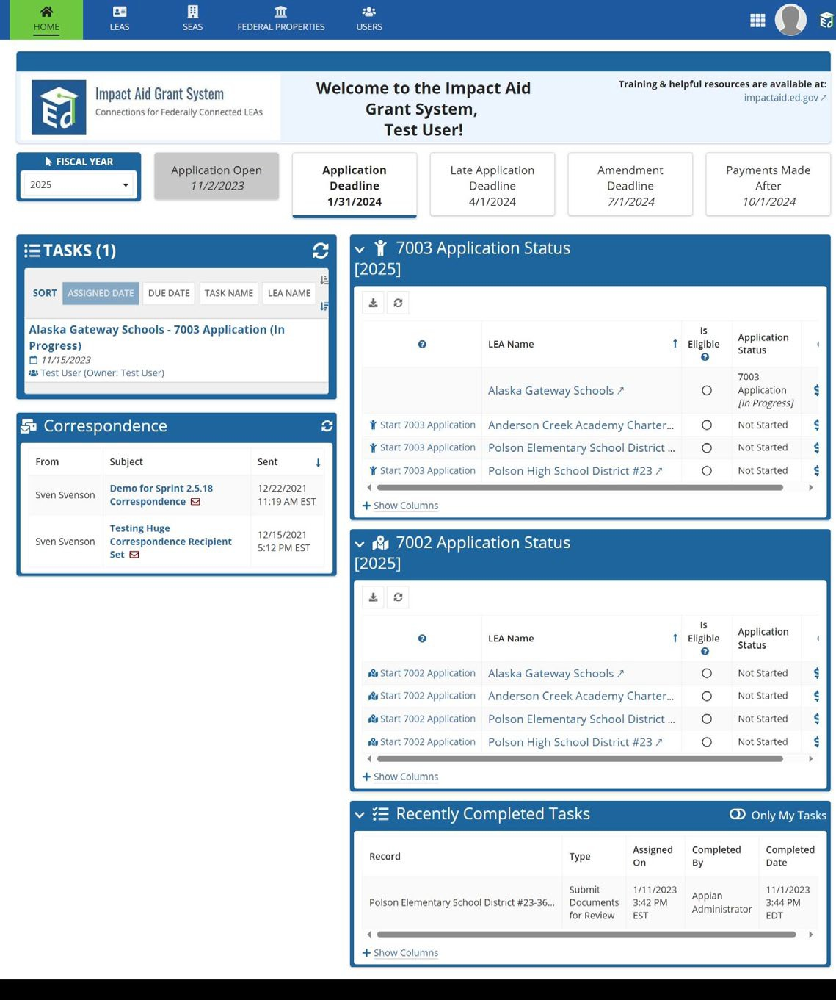 HOME
LEAS
SEAS
FEDERAL PROPERTIES
USERS
Ed
Ed
Impact Aid Grant System
Connections for Federally Connected LEAs
Welcome to the Impact Aid
Grant System,
Test User!
Training & helpful resources are available at:
impactaid.ed.gov ↗
FISCAL YEAR
2025
Application Open
11/2/2023
Application
Deadline
1/31/2024
Late Application
Deadline
4/1/2024
Amendment
Deadline
7/1/2024
Payments Made
After
10/1/2024
TASKS (1)
SORT ASSIGNED DATE DUE DATE TASK NAME LEA NAME
Alaska Gateway Schools - 7003 Application (In
Progress)
11/15/2023
Test User (Owner: Test User)
Correspondence
From Subject Sent ↓
Sven Svenson
Demo for Sprint 2.5.18
Correspondence
12/22/2021
11:19 AM EST
Sven Svenson
Testing Huge
Correspondence Recipient
Set
12/15/2021
5:12 PM EST
7003 Application Status
[2025]
LEA Name ↑
Is
Eligible
Application
Status
Alaska Gateway Schools ↗
7003
Application
[In Progress]
$
Start 7003 Application Anderson Creek Academy Charter... Not Started $
Start 7003 Application Polson Elementary School District ... Not Started $
Start 7003 Application Polson High School District #23 ↗ Not Started $
+ Show Columns
7002 Application Status
[2025]
LEA Name ↑
Is
Eligible
Application
Status
Start 7002 Application Alaska Gateway Schools ↗ Not Started $
Start 7002 Application Anderson Creek Academy Charter... Not Started $
Start 7002 Application Polson Elementary School District ... Not Started $
Start 7002 Application Polson High School District #23 ↗ Not Started $
+ Show Columns
Recently Completed Tasks
Only My Tasks
Record
Type
Assigned
On
Completed
By
Completed
Date
Polson Elementary School District #23-36...
Submit
Documents
for Review
1/11/2023
3:42 PM
EST
Appian
Administrator
11/1/2023
3:44 PM
EDT
+ Show Columns